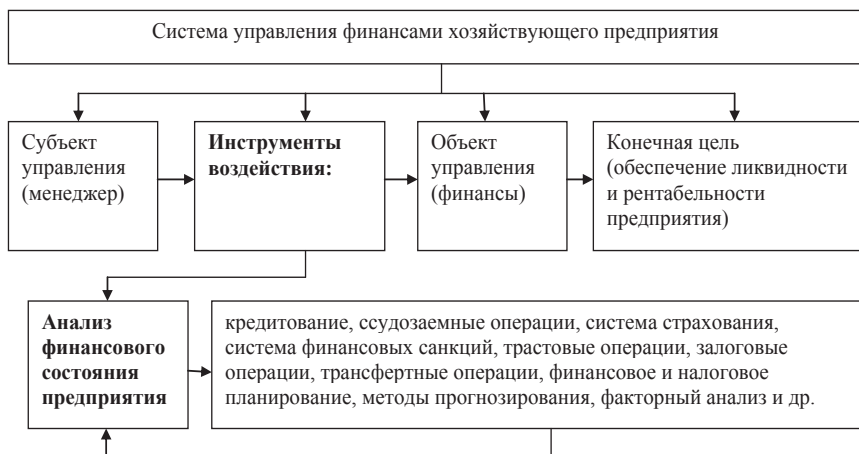 Система управления финансами хозяйствующего предприятия
Субъект
управления
(менеджер)
Инструменты
воздействия:
Объект
управления
(финансы)
Конечная цель
(обеспечение ликвидности
и рентабельности
предприятия)
Анализ
финансового
состояния
предприятия
кредитование, ссудозаемные операции, система страхования,
система финансовых санкций, трастовые операции, залоговые
операции, трансфертные операции, финансовое и налоговое
планирование, методы прогнозирования, факторный анализ и др.